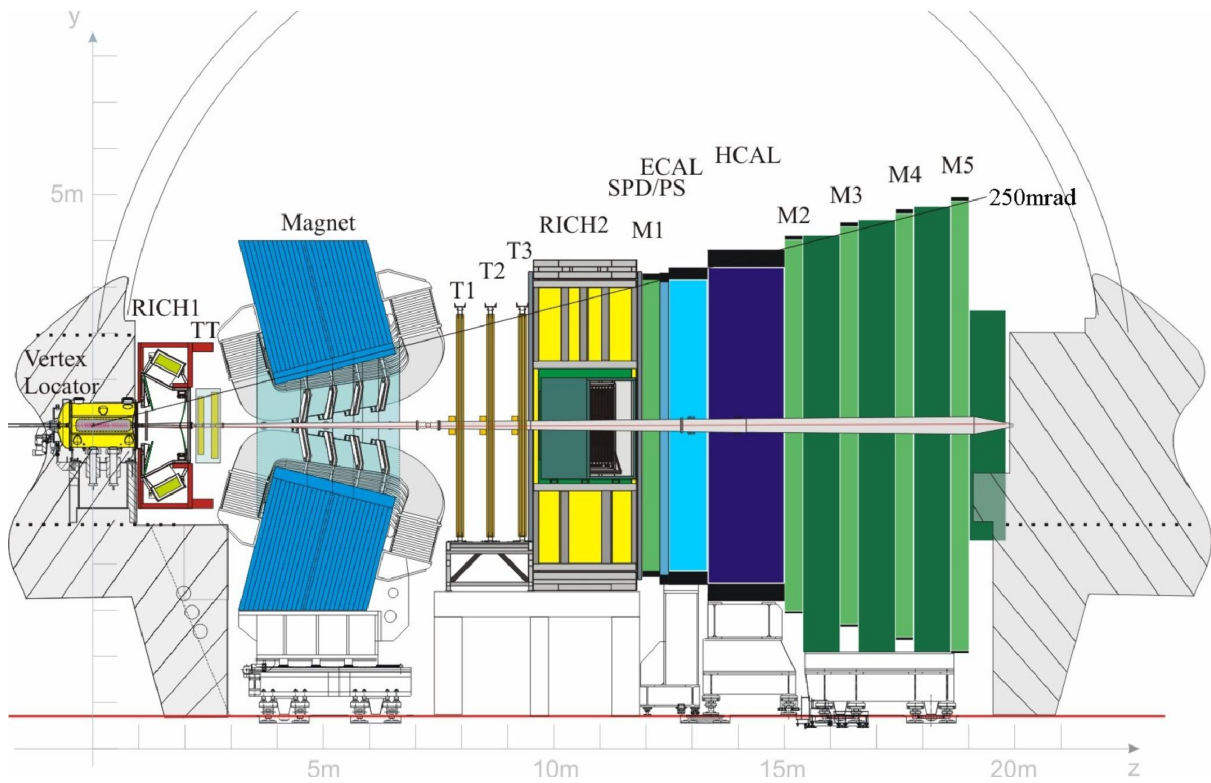 y
5m
Vertex
Locator
RICH1
TT
Magnet
T1
T2
T3
RICH2
M1
SPD/PS
ECAL
HCAL
M2
M3
M4
M5
250mrad
5m
10m
15m
20m
z